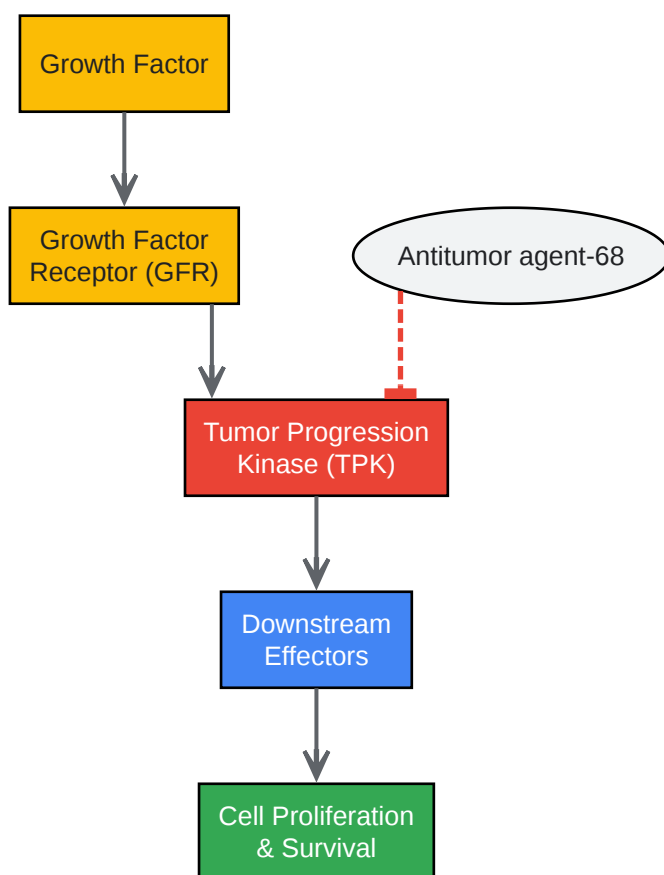 Growth Factor
Growth Factor
Receptor (GFR)
Antitumor agent-68
Tumor Progression
Kinase (TPK)
Downstream
Effectors
Cell Proliferation
& Survival